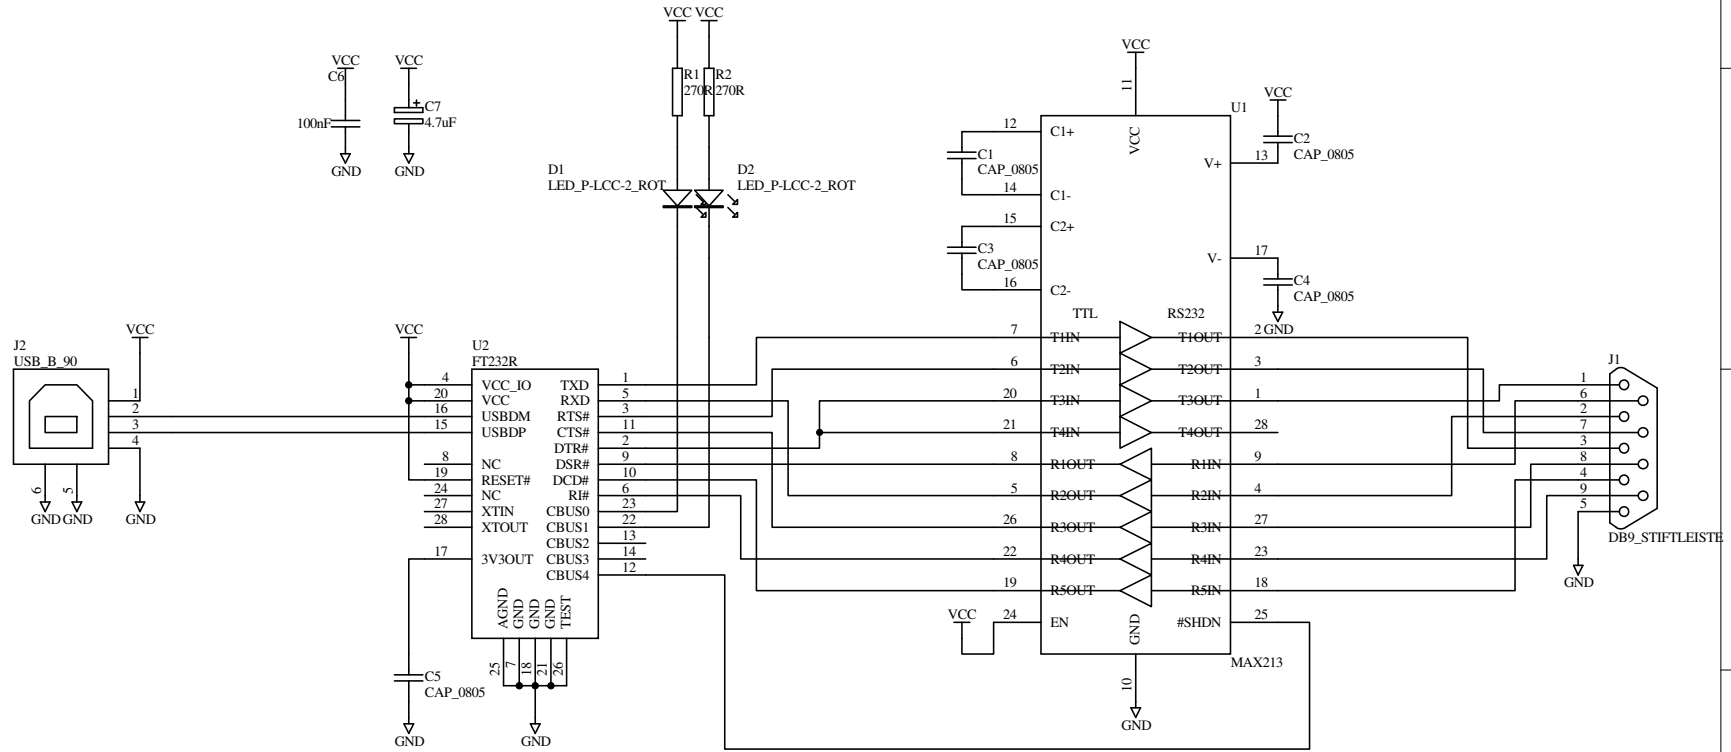 VCC VCC
VCC
C6
100nF
GND
VCC
C7
4.7uF
GND
R1
270R
R2
270R
D1
LED_P-LCC-2_ROT
D2
LED_P-LCC-2_ROT
VCC
11
U1
VCC
C2
CAP_0805
12 C1+
C1
CAP_0805
14 C1-
15 C2+
C3
CAP_0805
16 C2-
VCC
V+ 13
V- 17
C4
CAP_0805
GND
TTL RS232
7 T1IN T1OUT 2
6 T2IN T2OUT 3
20 T3IN T3OUT 1
21 T4IN T4OUT 28
8 R1OUT R1IN 9
5 R2OUT R2IN 4
26 R3OUT R3IN 27
22 R4OUT R4IN 23
19 R5OUT R5IN 18
VCC
24 EN #SHDN 25
GND
MAX213
10
GND
J2
USB_B_90
VCC
1
2
3
4
6
5
GND GND
GND
VCC
U2
FT232R
4 VCC_IO TXD 1
20 VCC RXD 5
16 USBDM RTS# 3
15 USBDP CTS# 11
DTR# 2
8 NC DSR# 9
19 RESET# DCD# 10
24 NC RI# 6
27 XTIN CBUS0 23
28 XTOUT CBUS1 22
CBUS2 13
17 3V3OUT CBUS3 14
CBUS4 12
AGND GND GND GND TEST
25 7 18 21 26
GND
C5
CAP_0805
GND
J1
1
6
2
7
3
8
4
9
5
DB9_STIFTLEISTE
GND